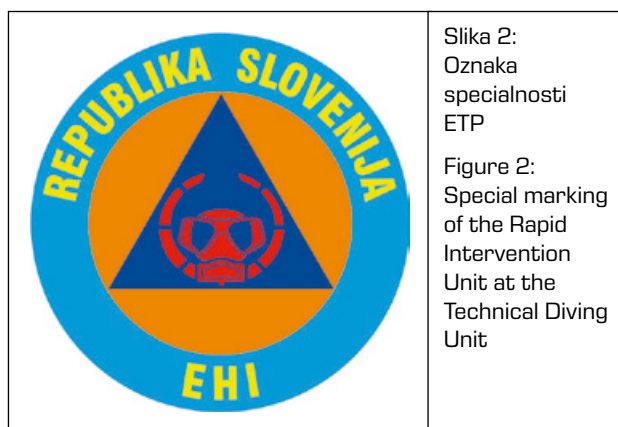 REPUBLIKA SLOVENIJA
EHI
Slika 2:
Oznaka
specialnosti
ETP
Figure 2:
Special marking
of the Rapid
Intervention
Unit at the
Technical Diving
Unit